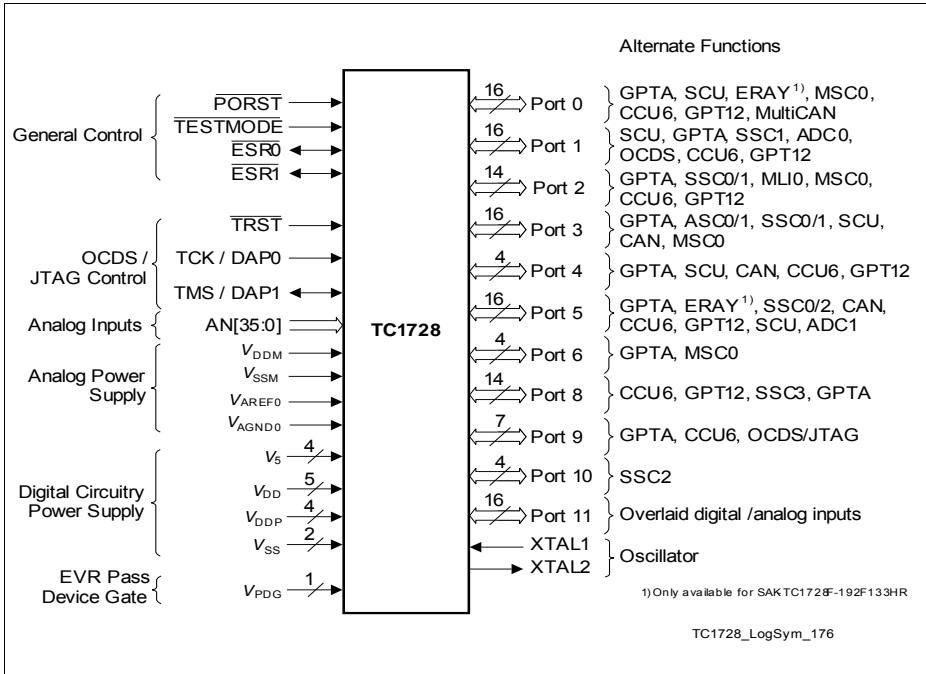 Alternate Functions
General Control
PORST
TESTMODE
ESR0
ESR1
OCDS /
JTAG Control
TRST
TCK / DAP0
TMS / DAP1
Analog Inputs
AN[35:0]
Analog Power
Supply
VDDM
VSSM
VAREF0
VAGND0
Digital Circuitry
Power Supply
V5 4
VDD 5
VDDP 4
VSS 2
EVR Pass
Device Gate
VPDG 1
TC1728
16 Port 0 GPTA, SCU, ERAY 1), MSC0,
CCU6, GPT12, MultiCAN
16 Port 1 SCU, GPTA, SSC1, ADC0,
OCDS, CCU6, GPT12
14 Port 2 GPTA, SSC0/1, MLI0, MSC0,
CCU6, GPT12
16 Port 3 GPTA, ASC0/1, SSC0/1, SCU,
CAN, MSC0
4 Port 4 GPTA, SCU, CAN, CCU6, GPT12
16 Port 5 GPTA, ERAY 1), SSC0/2, CAN,
CCU6, GPT12, SCU, ADC1
4 Port 6 GPTA, MSC0
14 Port 8 CCU6, GPT12, SSC3, GPTA
7 Port 9 GPTA, CCU6, OCDS/JTAG
4 Port 10 SSC2
16 Port 11 Overlaid digital /analog inputs
XTAL1
XTAL2
Oscillator
1) Only available for SAK-TC1728F-192F133HR
TC1728_LogSym_176